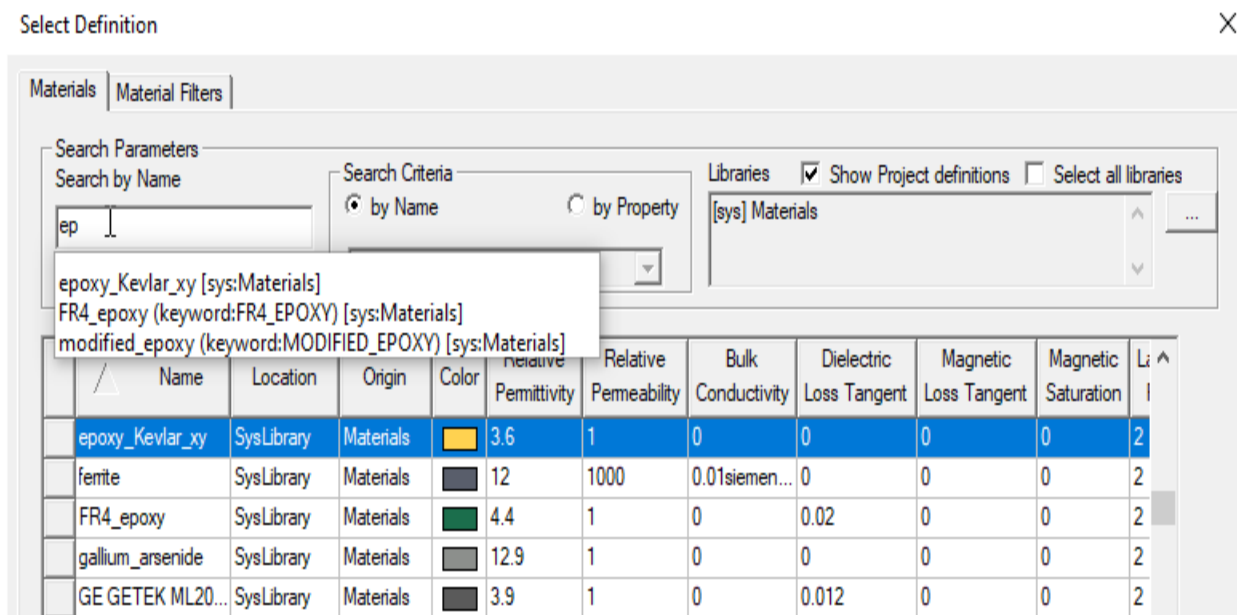 Select Definition
Materials
Material Filters
Search Parameters
Search by Name
ep
Search Criteria
by Name
by Property
Libraries
Show Project definitions
Select all libraries
[sys] Materials
...
epoxy_Kevlar_xy [sys:Materials]
FR4_epoxy (keyword:FR4_EPOXY) [sys:Materials]
modified_epoxy (keyword:MODIFIED_EPOXY) [sys:Materials]
Name Location Origin Color Relative Permittivity Relative Permeability Bulk Conductivity Dielectric Loss Tangent Magnetic Loss Tangent Magnetic Saturation
epoxy_Kevlar_xy SysLibrary Materials 3.6 1 0 0 0 0 2
ferrite SysLibrary Materials 12 1000 0.01siemen... 0 0 0 2
FR4_epoxy SysLibrary Materials 4.4 1 0 0.02 0 0 2
gallium_arsenide SysLibrary Materials 12.9 1 0 0 0 0 2
GE GETEK ML20... SysLibrary Materials 3.9 1 0 0.012 0 0 2